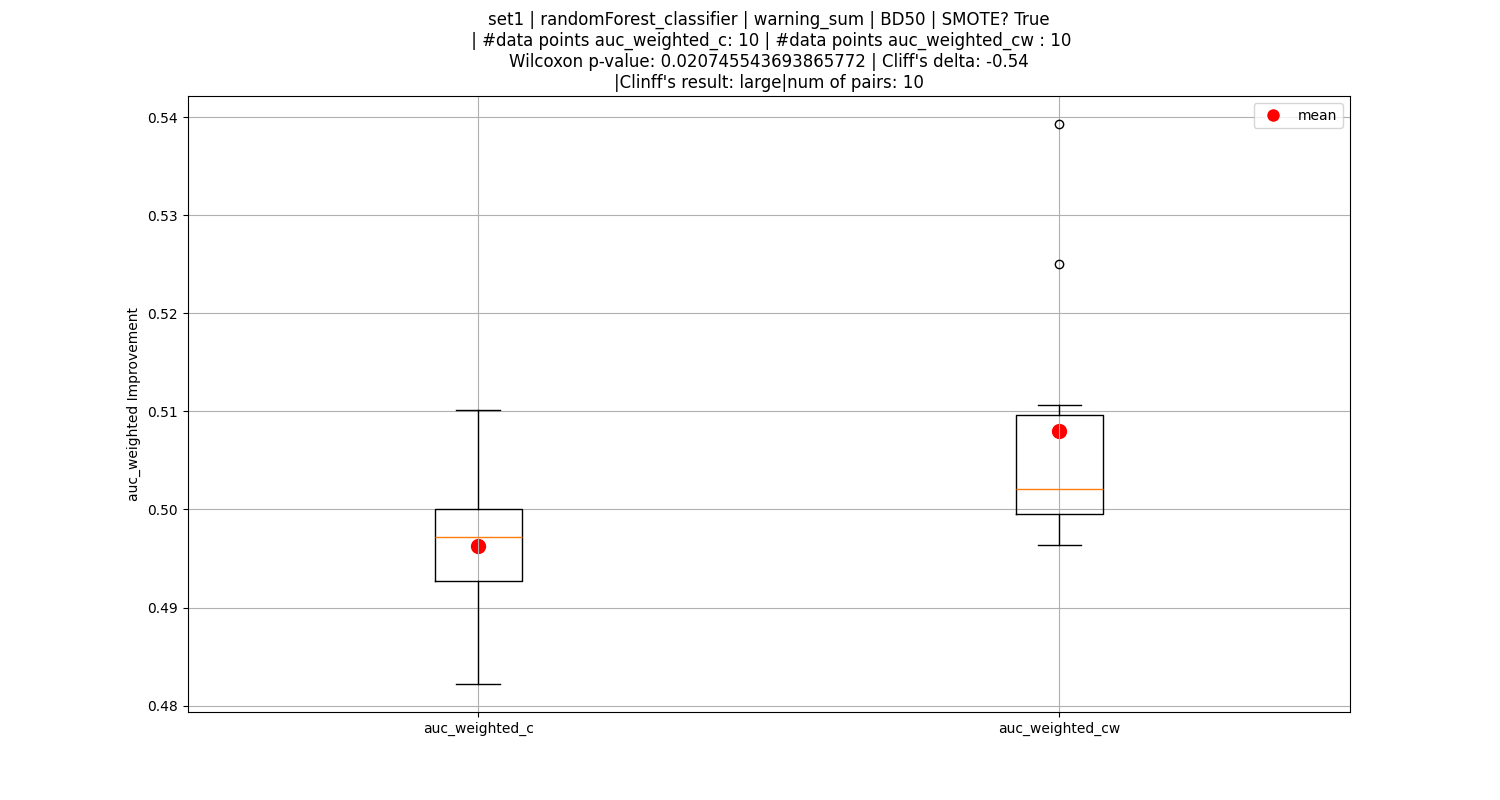 set1 | randomForest_classifier | warning_sum | BD50 | SMOTE? True
| #data points auc_weighted_c: 10 | #data points auc_weighted_cw : 10
Wilcoxon p-value: 0.020745543693865772 | Cliff's delta: -0.54
|Clinff's result: large|num of pairs: 10
mean
0.54
0.53
0.52
0.51
0.50
0.49
0.48
auc_weighted Improvement
auc_weighted_c
auc_weighted_cw